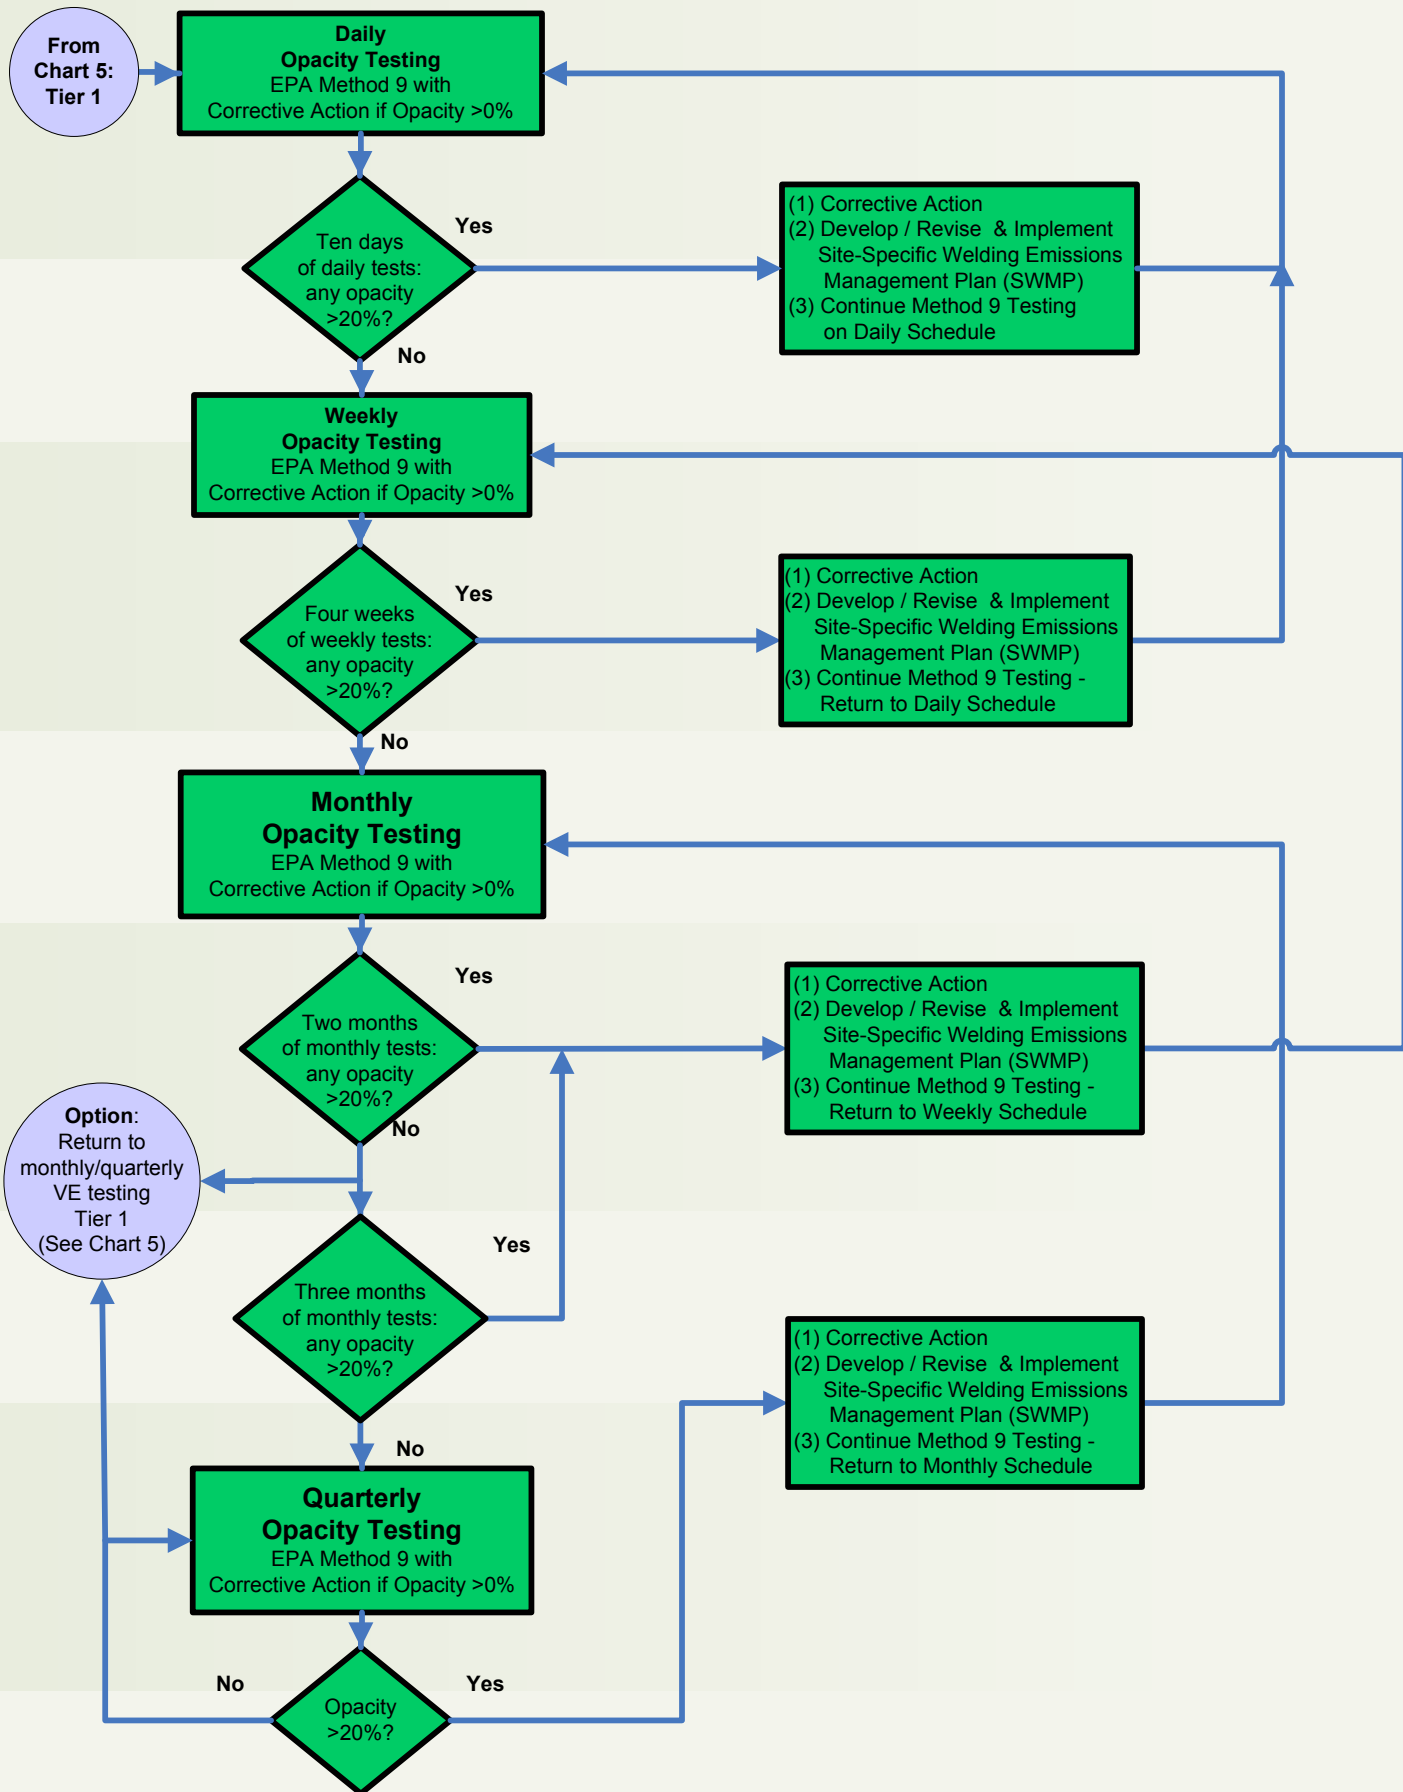 From
Chart 5:
Tier 1
Daily
Opacity Testing
EPA Method 9 with
Corrective Action if Opacity >0%
Ten days
of daily tests:
any opacity
>20%?
Yes
(1) Corrective Action
(2) Develop / Revise & Implement
Site-Specific Welding Emissions
Management Plan (SWMP)
(3) Continue Method 9 Testing
on Daily Schedule
No
Weekly
Opacity Testing
EPA Method 9 with
Corrective Action if Opacity >0%
Four weeks
of weekly tests:
any opacity
>20%?
Yes
(1) Corrective Action
(2) Develop / Revise & Implement
Site-Specific Welding Emissions
Management Plan (SWMP)
(3) Continue Method 9 Testing -
Return to Daily Schedule
No
Monthly
Opacity Testing
EPA Method 9 with
Corrective Action if Opacity >0%
Two months
of monthly tests:
any opacity
>20%?
Yes
(1) Corrective Action
(2) Develop / Revise & Implement
Site-Specific Welding Emissions
Management Plan (SWMP)
(3) Continue Method 9 Testing -
Return to Weekly Schedule
No
Option:
Return to
monthly/quarterly
VE testing
Tier 1
(See Chart 5)
Three months
of monthly tests:
any opacity
>20%?
Yes
(1) Corrective Action
(2) Develop / Revise & Implement
Site-Specific Welding Emissions
Management Plan (SWMP)
(3) Continue Method 9 Testing -
Return to Monthly Schedule
No
Quarterly
Opacity Testing
EPA Method 9 with
Corrective Action if Opacity >0%
No
Opacity
>20%?
Yes